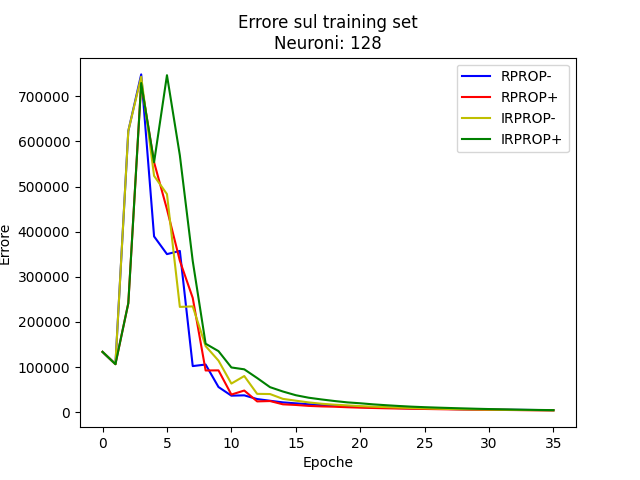 Errore sul training set
Neuroni: 128
RPROP-
RPROP+
IRPROP-
IRPROP+
Errore
700000
600000
500000
400000
300000
200000
100000
0
0 5 10 15 20 25 30 35
Epoche